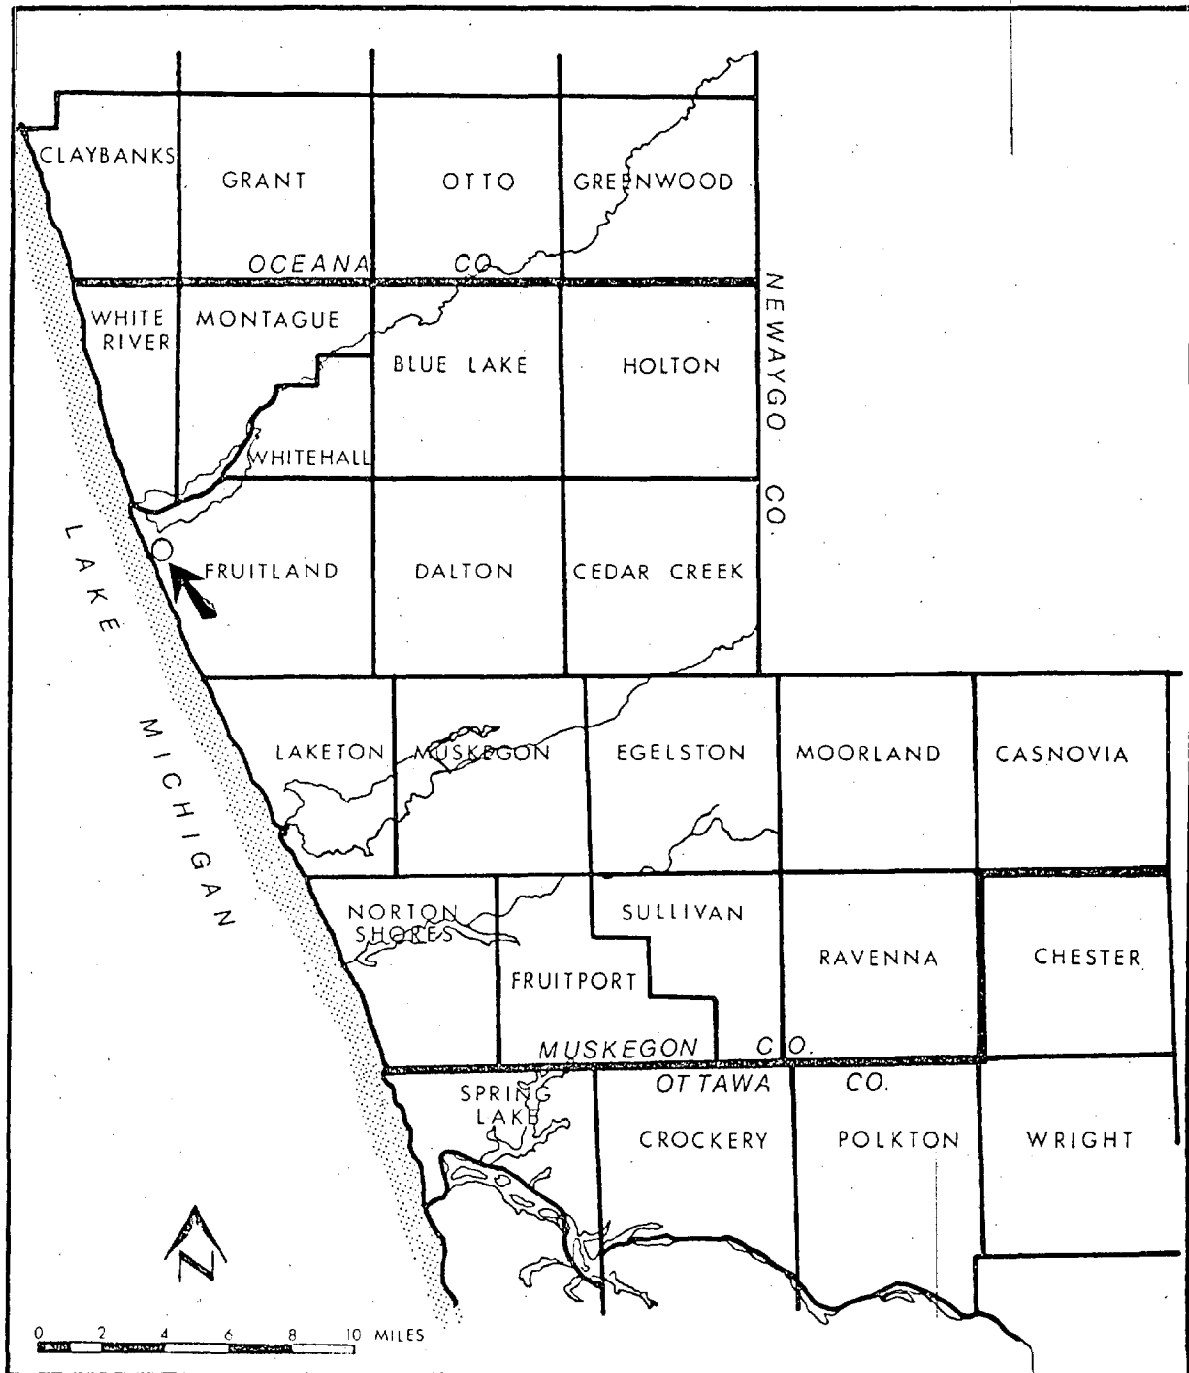 CLAYBANKS
GRANT
OTTO
GREENWOOD
OCEANA CO
NEWAYGO CO.
WHITE
RIVER
MONTAGUE
BLUE LAKE
HOLTON
WHITEHALL
LAKE MICHIGAN
FRUITLAND
DALTON
CEDAR CREEK
LAKETON
MUSKEGON
EGELSTON
MOORLAND
CASNOVIA
NORTON
SHORES
SULLIVAN
FRUITPORT
RAVENNA
CHESTER
MUSKEGON CO.
OTTAWA CO.
SPRING
LAKE
CROCKERY
POLKTON
WRIGHT
N
0 2 4 6 8 10 MILES